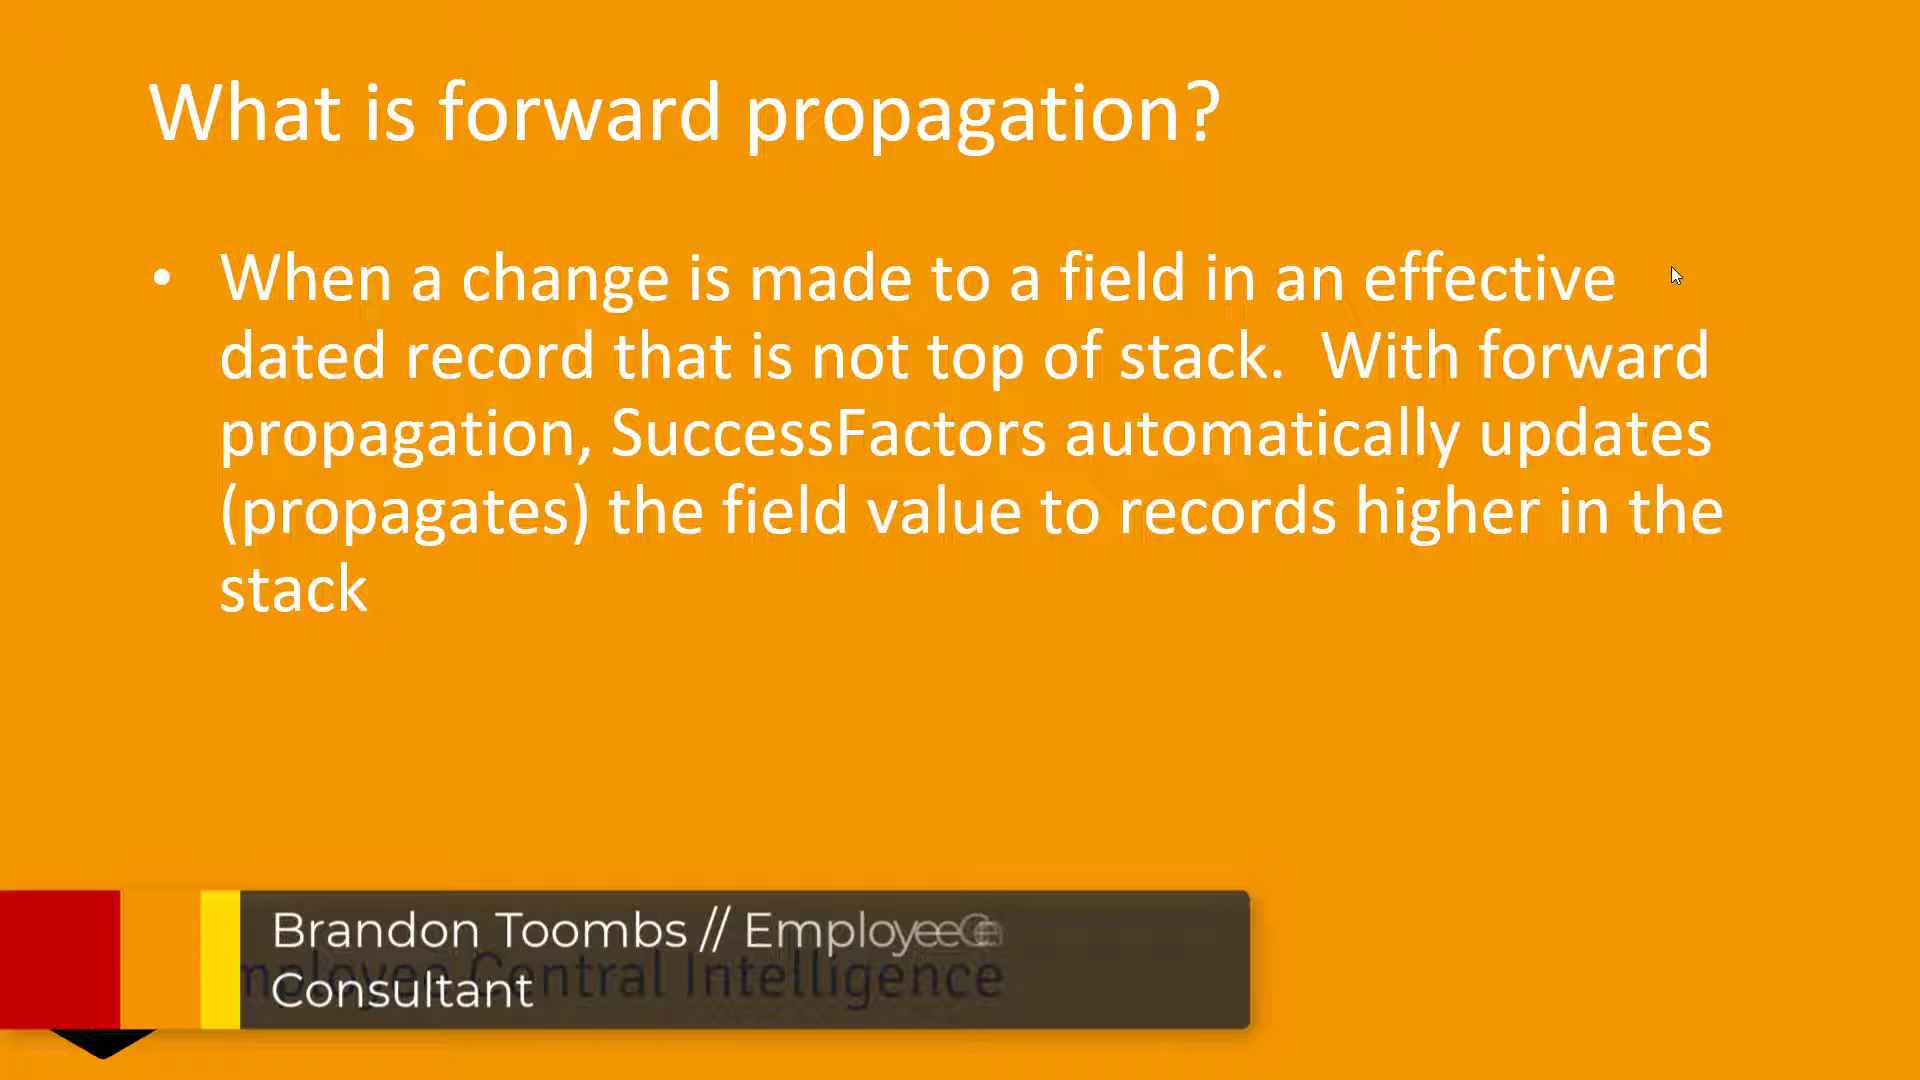 What is forward propagation?
• When a change is made to a field in an effective
dated record that is not top of stack.  With forward
propagation, SuccessFactors automatically updates
(propagates) the field value to records higher in the
stack
Brandon Toombs // Employee
Central Intelligence
Consultant